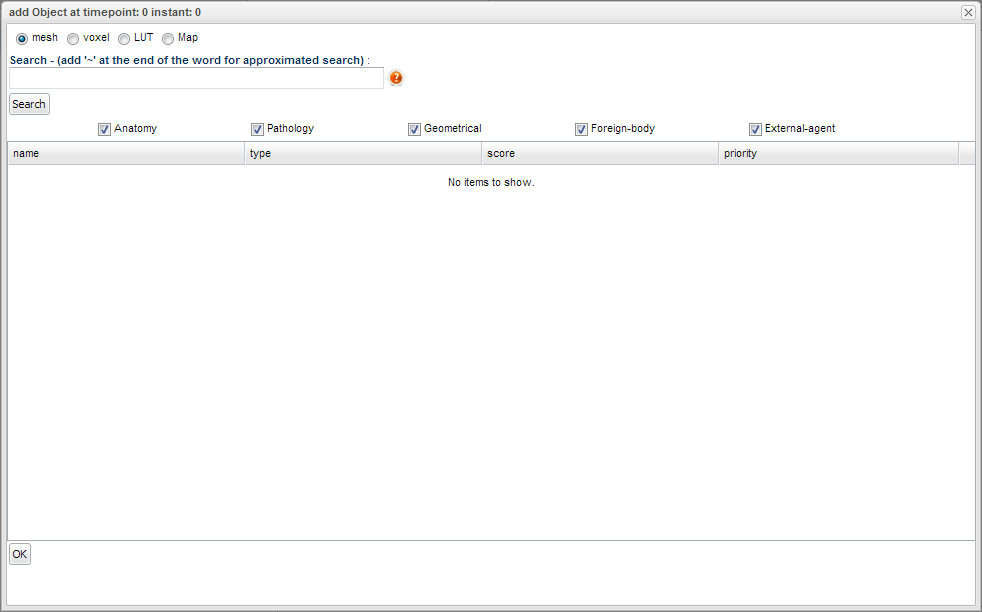 add Object at timepoint: 0 instant: 0
mesh voxel LUT Map
Search - (add '~' at the end of the word for approximated search) :
?
Search
Anatomy Pathology Geometrical Foreign-body External-agent
name type score priority
No items to show.
OK